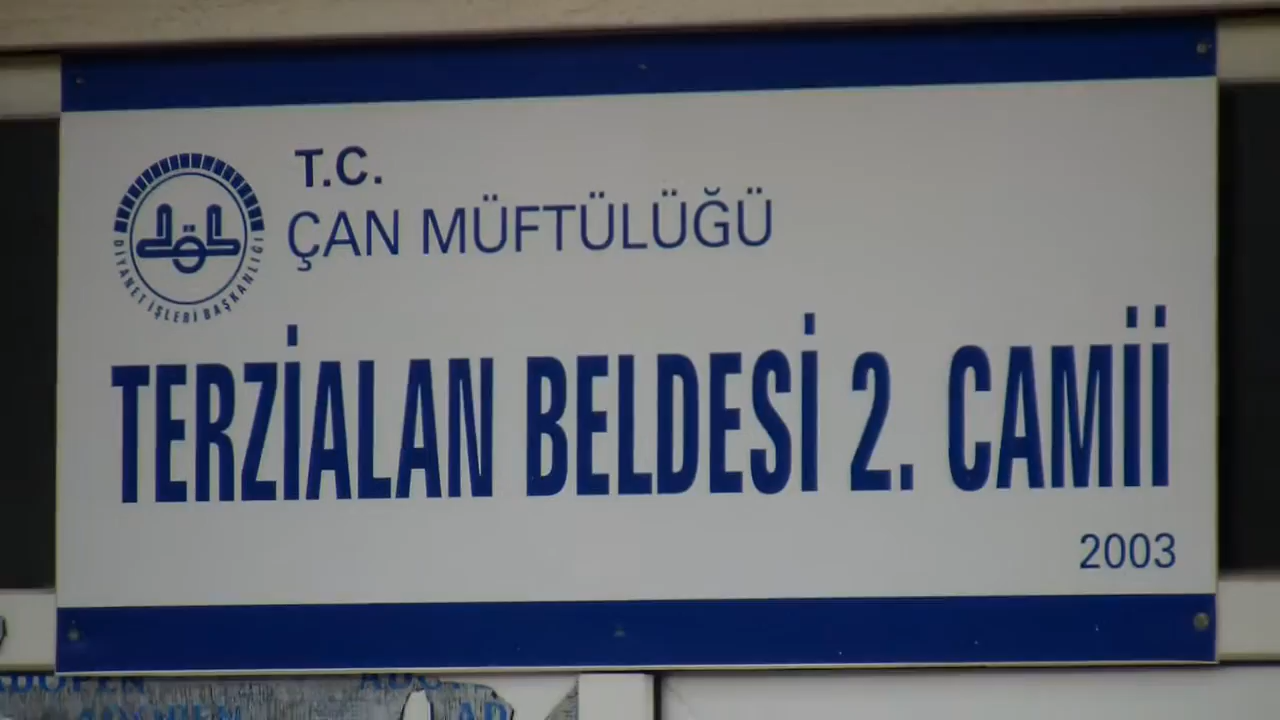 T.C.
ÇAN MÜFTÜLÜĞÜ
DİYANET İŞLERİ BAŞKANLIĞI
TERZİALAN BELDESİ 2. CAMİİ
2003